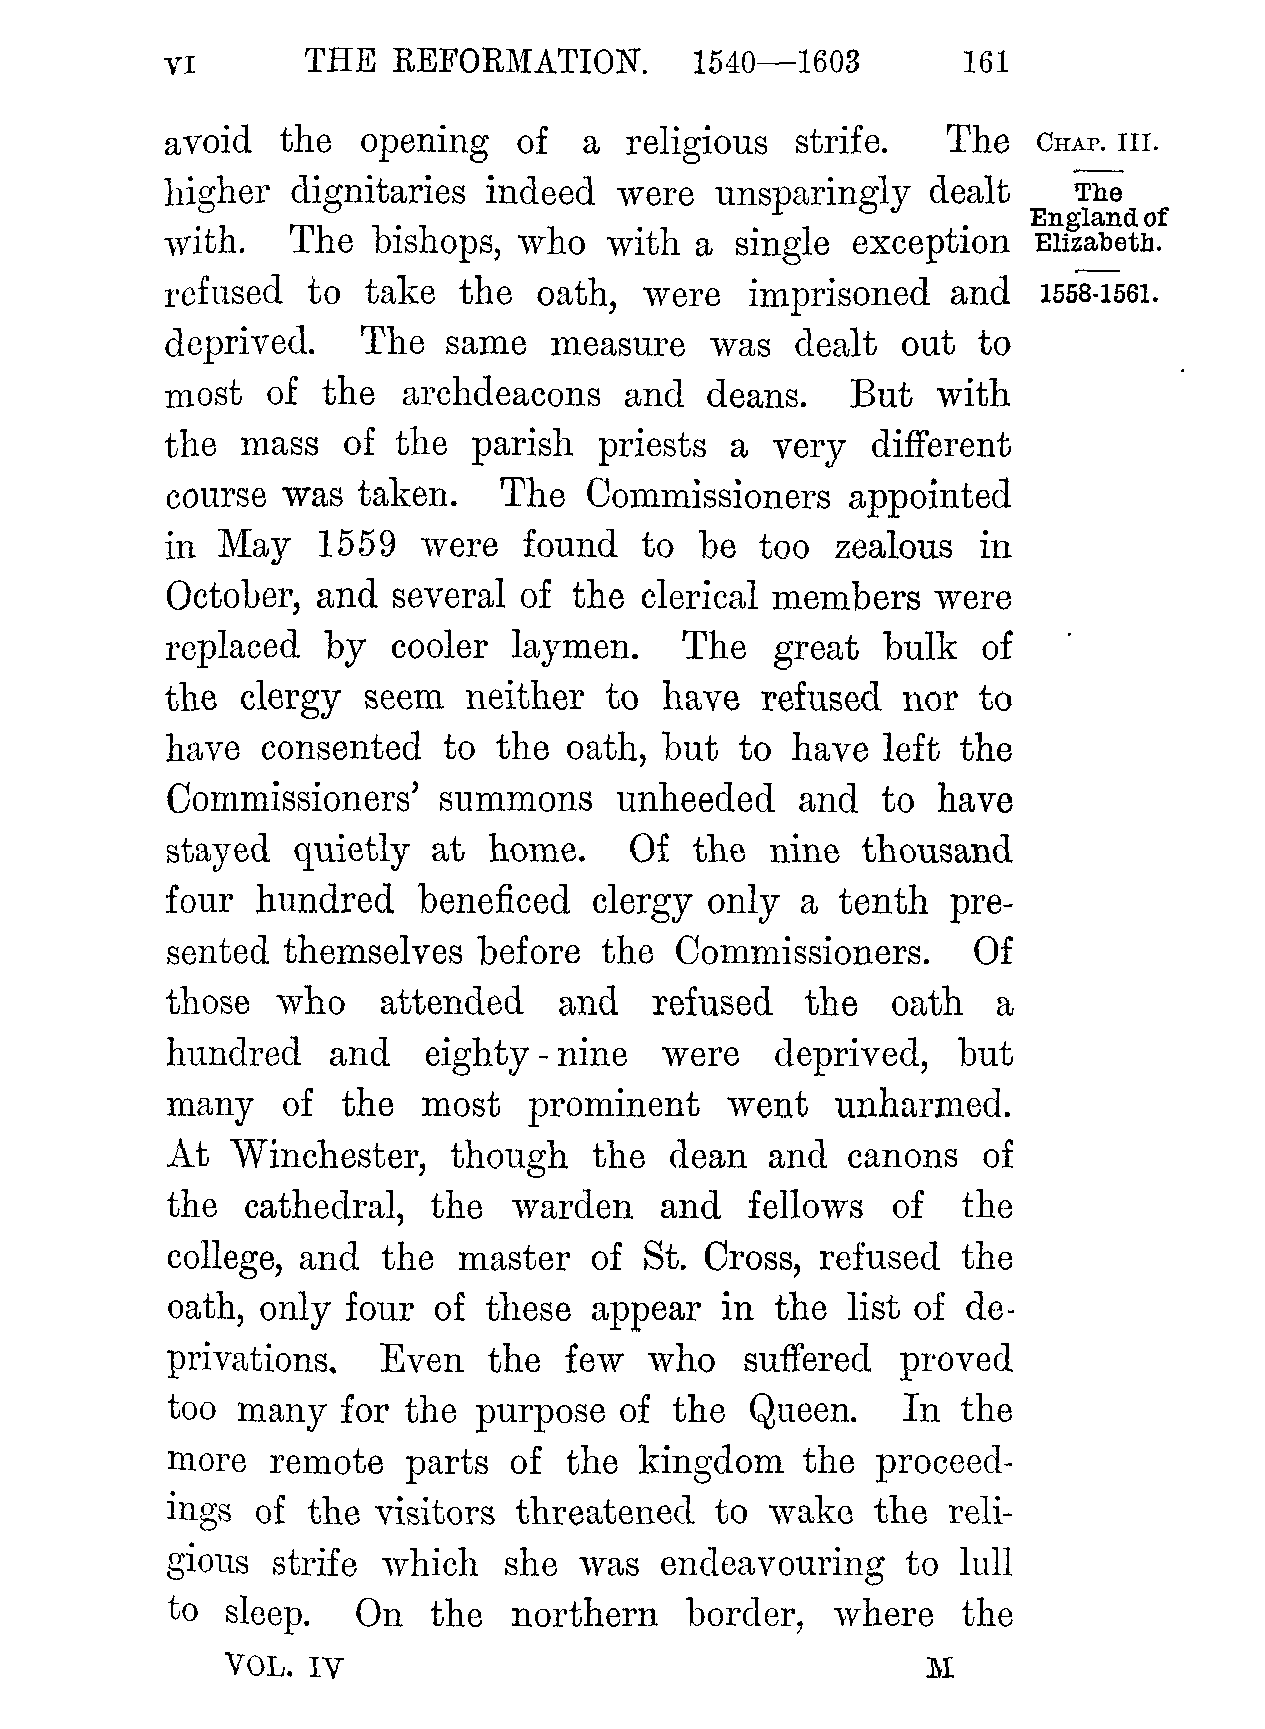 VI THE REFORMATION. 1540—1603 161
avoid the opening of a religious strife. The
higher dignitaries indeed were unsparingly dealt
with. The bishops, who with a single exception
refused to take the oath, were imprisoned and
deprived. The same measure was dealt out to
most of the archdeacons and deans. But with
the mass of the parish priests a very different
course was taken. The Commissioners appointed
in May 1559 were found to be too zealous in
October, and several of the clerical members were
replaced by cooler laymen. The great bulk of
the clergy seem neither to have refused nor to
have consented to the oath, but to have left the
Commissioners' summons unheeded and to have
stayed quietly at home. Of the nine thousand
four hundred beneficed clergy only a tenth pre-
sented themselves before the Commissioners. Of
those who attended and refused the oath a
hundred and eighty-nine were deprived, but
many of the most prominent went unharmed.
At Winchester, though the dean and canons of
the cathedral, the warden and fellows of the
college, and the master of St. Cross, refused the
oath, only four of these appear in the list of de-
privations. Even the few who suffered proved
too many for the purpose of the Queen. In the
more remote parts of the kingdom the proceed-
ings of the visitors threatened to wake the reli-
gious strife which she was endeavouring to lull
to sleep. On the northern border, where the
CHAP. III.
The
England of
Elizabeth.
1558-1561.
VOL. IV M